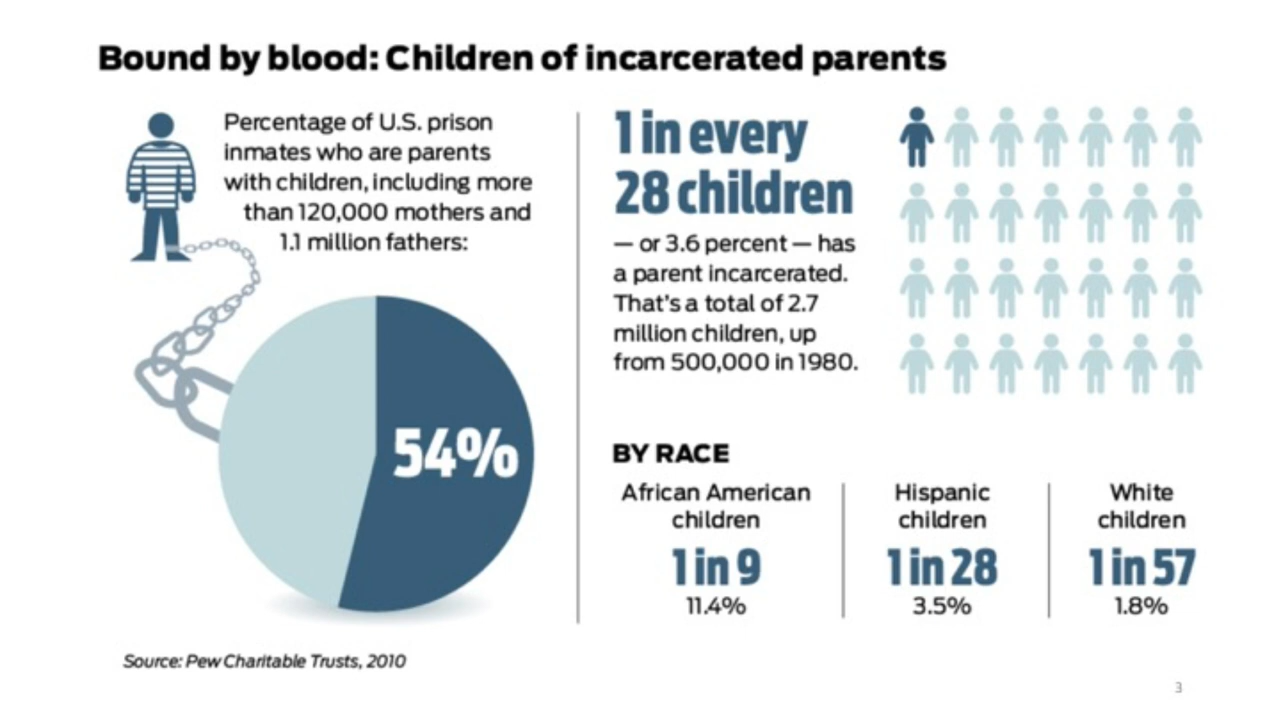 Bound by blood: Children of incarcerated parents
Percentage of U.S. prison
inmates who are parents
with children, including more
than 120,000 mothers and
1.1 million fathers:
54%
1 in every
28 children
— or 3.6 percent — has
a parent incarcerated.
That's a total of 2.7
million children, up
from 500,000 in 1980.
BY RACE
African American
children
1 in 9
11.4%
Hispanic
children
1 in 28
3.5%
White
children
1 in 57
1.8%
Source: Pew Charitable Trusts, 2010
3